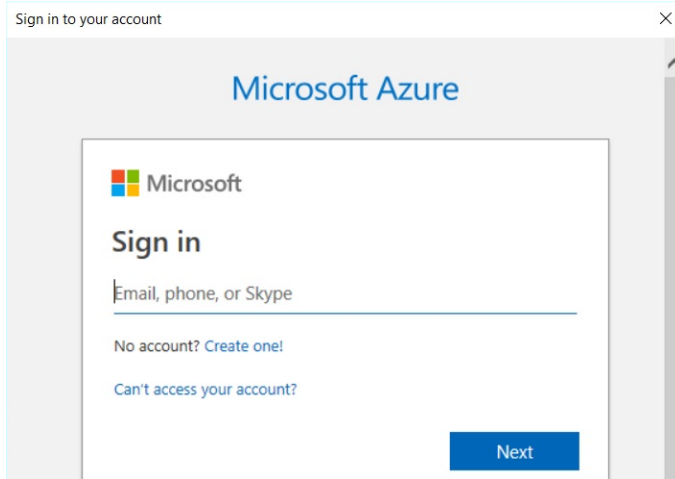 Sign in to your account
Microsoft Azure
Microsoft
Sign in
Email, phone, or Skype
No account? Create one!
Can't access your account?
Next